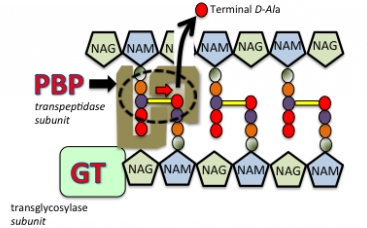 Terminal D-Ala
NAG NAM N NAM NAG NAM NAG
PBP
transpeptidase
subunit
GT
NAG NAM NAG NAM NAG NAM
transglycosylase
subunit